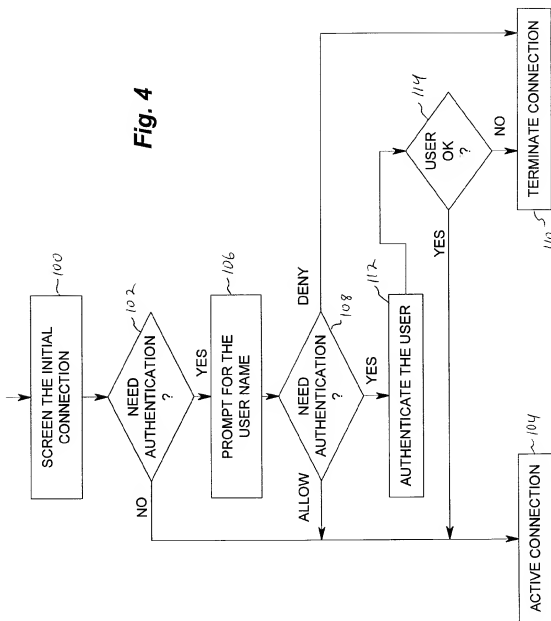 Fig. 4
100
SCREEN THE INITIAL
CONNECTION
102
NEED
AUTHENTICATION
?
NO
YES
106
PROMPT FOR THE
USER NAME
108
NEED
AUTHENTICATION
?
ALLOW
DENY
YES
112
AUTHENTICATE THE USER
114
USER
OK
?
YES
NO
104
ACTIVE CONNECTION
110
TERMINATE CONNECTION